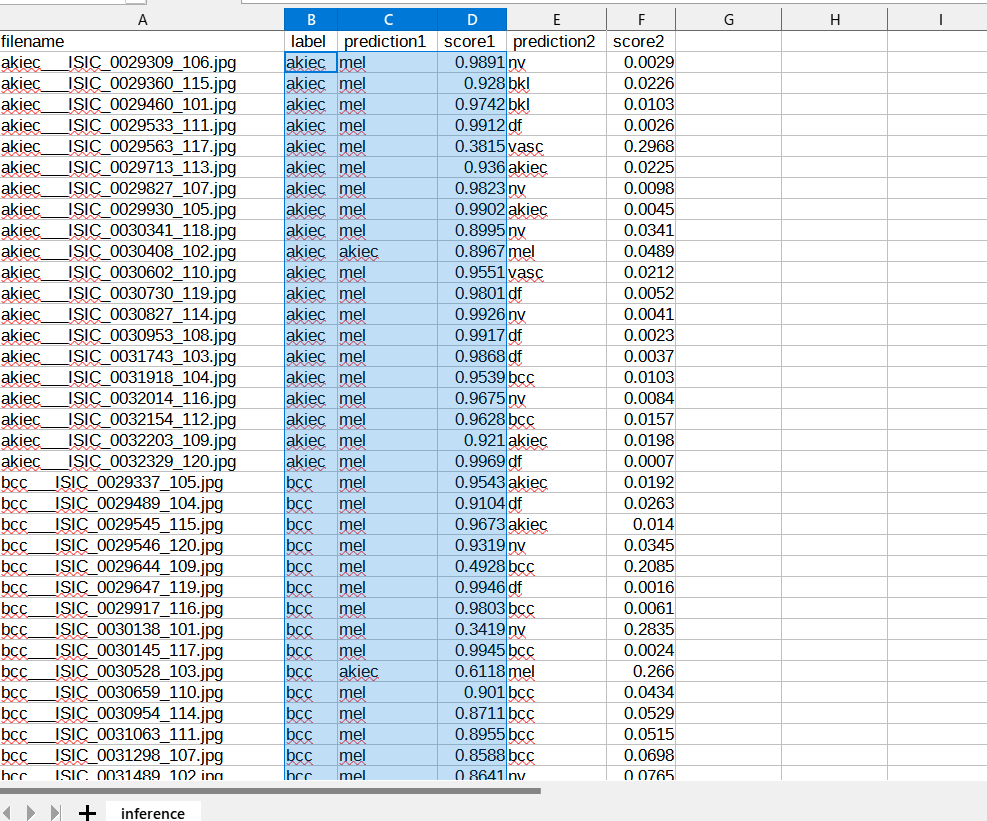 A B C D E F G H I
filename label prediction1 score1 prediction2 score2
akiec___ISIC_0029309_106.jpg akiec mel 0.9891 nv 0.0029
akiec___ISIC_0029360_115.jpg akiec mel 0.928 bkl 0.0226
akiec___ISIC_0029460_101.jpg akiec mel 0.9742 bkl 0.0103
akiec___ISIC_0029533_111.jpg akiec mel 0.9912 df 0.0026
akiec___ISIC_0029563_117.jpg akiec mel 0.3815 vasc 0.2968
akiec___ISIC_0029713_113.jpg akiec mel 0.936 akiec 0.0225
akiec___ISIC_0029827_107.jpg akiec mel 0.9823 nv 0.0098
akiec___ISIC_0029930_105.jpg akiec mel 0.9902 akiec 0.0045
akiec___ISIC_0030341_118.jpg akiec mel 0.8995 nv 0.0341
akiec___ISIC_0030408_102.jpg akiec akiec 0.8967 mel 0.0489
akiec___ISIC_0030602_110.jpg akiec mel 0.9551 vasc 0.0212
akiec___ISIC_0030730_119.jpg akiec mel 0.9801 df 0.0052
akiec___ISIC_0030827_114.jpg akiec mel 0.9926 nv 0.0041
akiec___ISIC_0030953_108.jpg akiec mel 0.9917 df 0.0023
akiec___ISIC_0031743_103.jpg akiec mel 0.9868 df 0.0037
akiec___ISIC_0031918_104.jpg akiec mel 0.9539 bcc 0.0103
akiec___ISIC_0032014_116.jpg akiec mel 0.9675 nv 0.0084
akiec___ISIC_0032154_112.jpg akiec mel 0.9628 bcc 0.0157
akiec___ISIC_0032203_109.jpg akiec mel 0.921 akiec 0.0198
akiec___ISIC_0032329_120.jpg akiec mel 0.9969 df 0.0007
bcc___ISIC_0029337_105.jpg bcc mel 0.9543 akiec 0.0192
bcc___ISIC_0029489_104.jpg bcc mel 0.9104 df 0.0263
bcc___ISIC_0029545_115.jpg bcc mel 0.9673 akiec 0.014
bcc___ISIC_0029546_120.jpg bcc mel 0.9319 nv 0.0345
bcc___ISIC_0029644_109.jpg bcc mel 0.4928 bcc 0.2085
bcc___ISIC_0029647_119.jpg bcc mel 0.9946 df 0.0016
bcc___ISIC_0029917_116.jpg bcc mel 0.9803 bcc 0.0061
bcc___ISIC_0030138_101.jpg bcc mel 0.3419 nv 0.2835
bcc___ISIC_0030145_117.jpg bcc mel 0.9945 bcc 0.0024
bcc___ISIC_0030528_103.jpg bcc akiec 0.6118 mel 0.266
bcc___ISIC_0030659_110.jpg bcc mel 0.901 bcc 0.0434
bcc___ISIC_0030954_114.jpg bcc mel 0.8711 bcc 0.0529
bcc___ISIC_0031063_111.jpg bcc mel 0.8955 bcc 0.0515
bcc___ISIC_0031298_107.jpg bcc mel 0.8588 bcc 0.0698
bcc___ISIC_0031489_102.jpg bcc mel 0.8641 nv 0.0765
inference